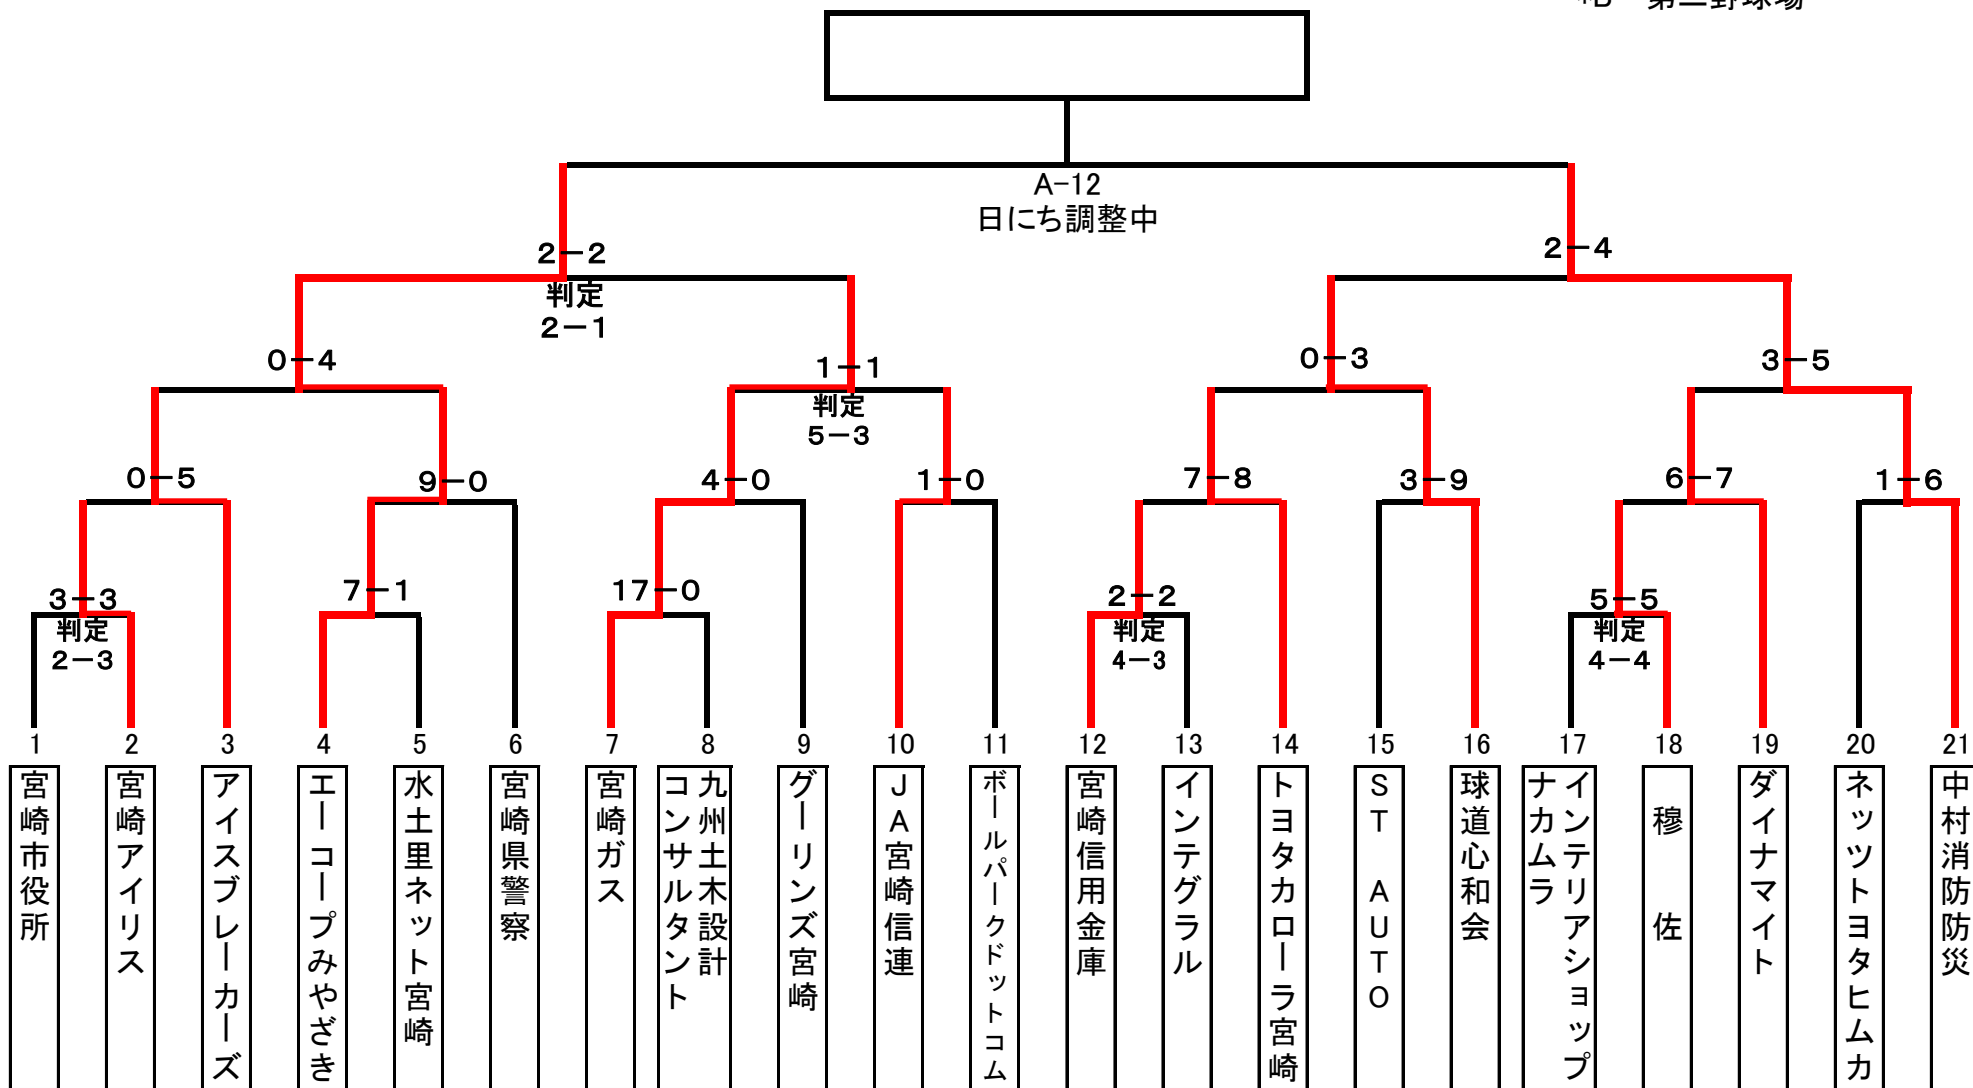 第二野球場
A-12
日にち調整中
2-2
判定
2-1
2-4
0-4
1-1
判定
5-3
0-3
3-5
0-5
9-0
4-0
1-0
7-8
3-9
6-7
1-6
3-3
判定
2-3
7-1
17-0
2-2
判定
4-3
5-5
判定
4-4
1 2 3 4 5 6 7 8 9 10 11 12 13 14 15 16 17 18 19 20 21
宮崎市役所
宮崎アイリス
アイスブレーカーズ
エーコープみやざき
水土里ネット宮崎
宮崎県警察
宮崎ガス
九州土木設計
コンサルタント
グーリンズ宮崎
JA宮崎信連
ボールパークドットコム
宮崎信用金庫
インテグラル
トヨタカローラ宮崎
ST AUTO
球道心和会
インテリアショップ
ナカムラ
穆 佐
ダイナマイト
ネッツトヨタヒムカ
中村消防防災